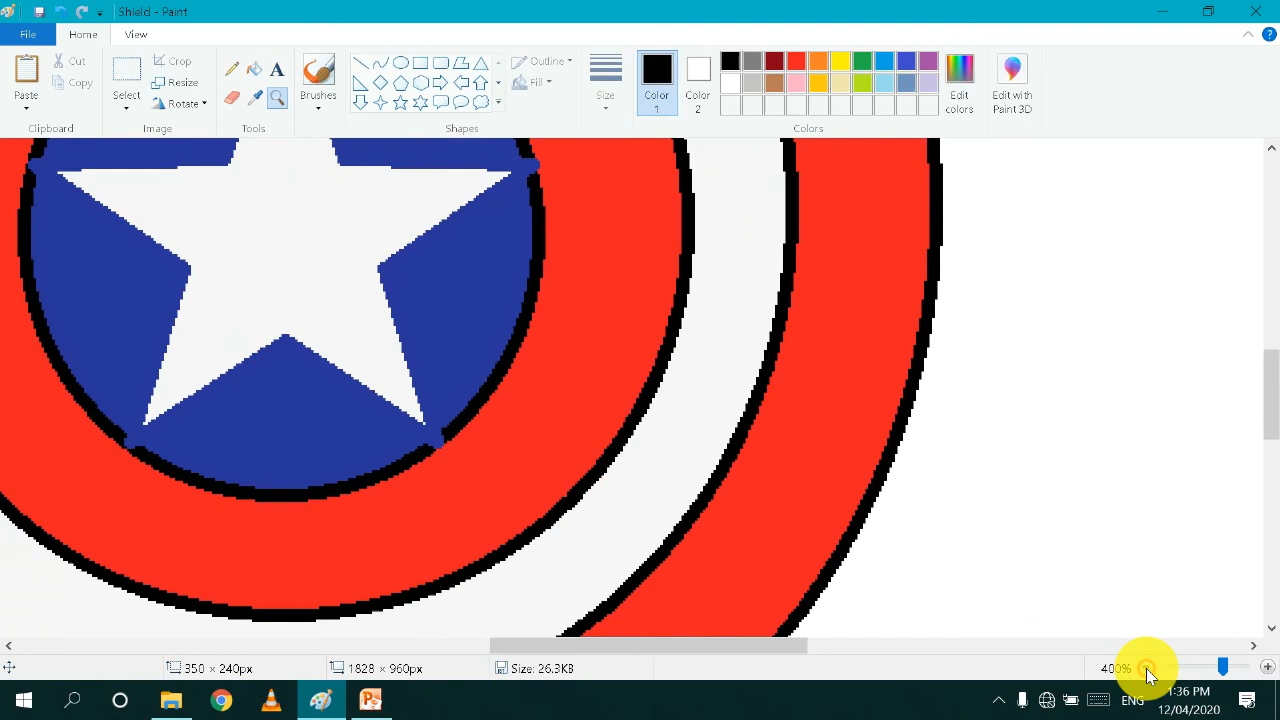 Shield - Paint
File Home View
Paste
Cut
Copy
Clipboard
Select
Crop
Resize
Rotate
Image
A
Tools
Brushes
Outline
Fill
Shapes
Size
Color 1
Color 2
Edit colors
Colors
Edit with Paint 3D
350 × 240px
1828 × 960px
Size: 26.3KB
400%
ENG
1:36 PM
12/04/2020